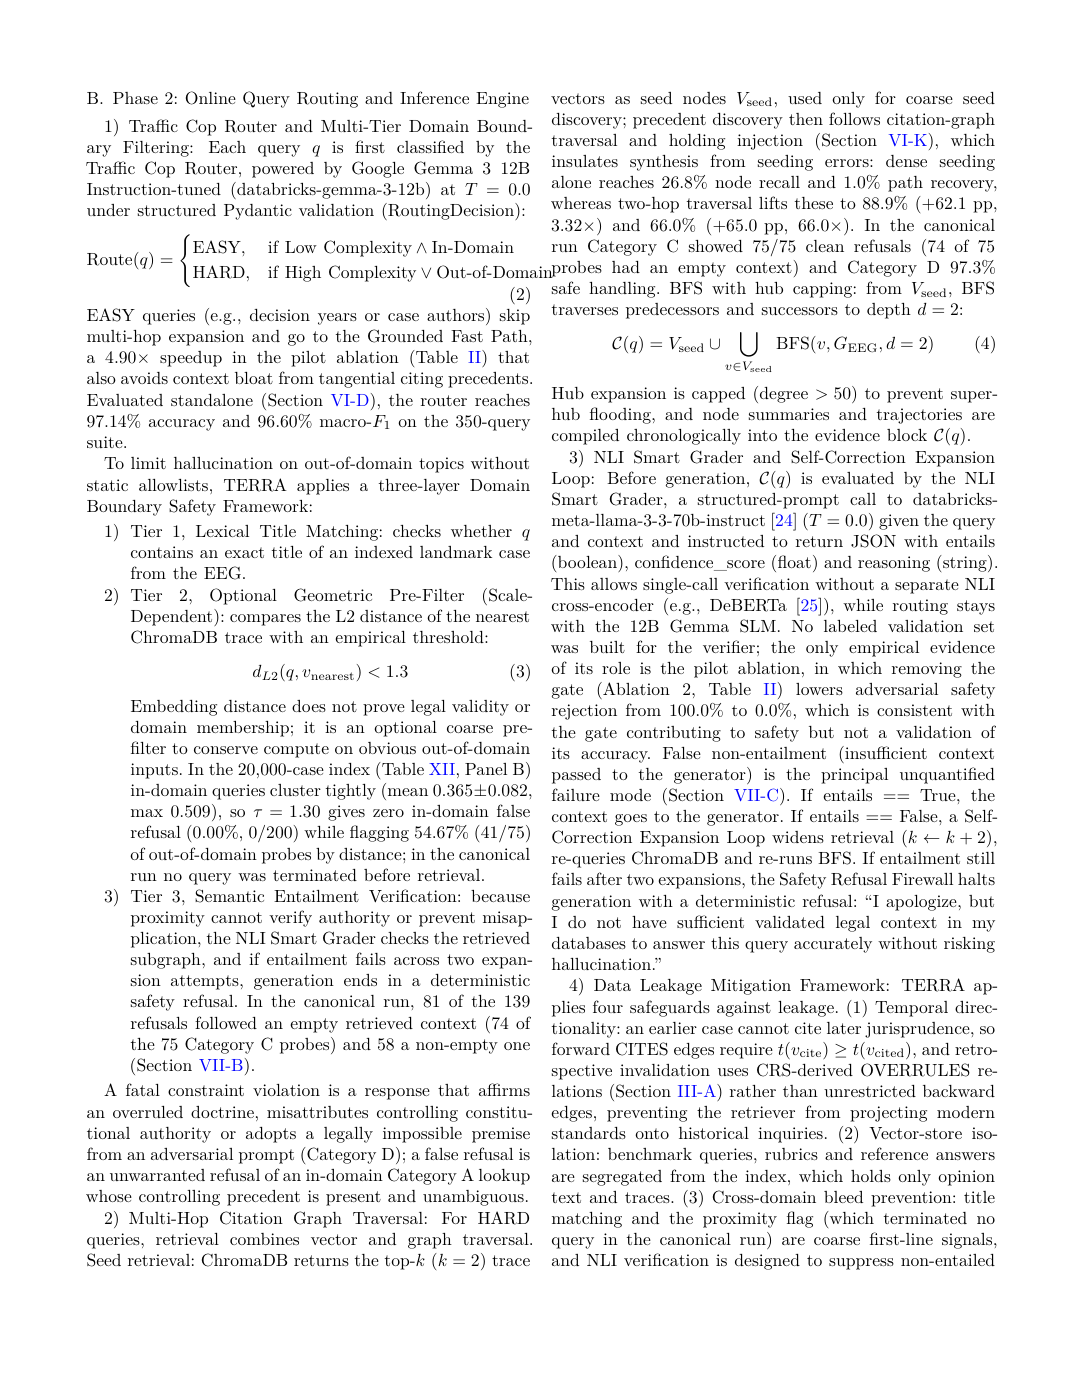 B. Phase 2: Online Query Routing and Inference Engine
1) Traffic Cop Router and Multi-Tier Domain Bound-
ary Filtering: Each query q is first classified by the
Traffic Cop Router, powered by Google Gemma 3 12B
Instruction-tuned (databricks-gemma-3-12b) at T = 0.0
under structured Pydantic validation (RoutingDecision):
Route(q) = { EASY, if Low Complexity ∧ In-Domain
HARD, if High Complexity ∨ Out-of-Domain
(2)
EASY queries (e.g., decision years or case authors) skip
multi-hop expansion and go to the Grounded Fast Path,
a 4.90× speedup in the pilot ablation (Table II) that
also avoids context bloat from tangential citing precedents.
Evaluated standalone (Section VI-D), the router reaches
97.14% accuracy and 96.60% macro-F₁ on the 350-query
suite.
To limit hallucination on out-of-domain topics without
static allowlists, TERRA applies a three-layer Domain
Boundary Safety Framework:
1) Tier 1, Lexical Title Matching: checks whether q
contains an exact title of an indexed landmark case
from the EEG.
2) Tier 2, Optional Geometric Pre-Filter (Scale-
Dependent): compares the L2 distance of the nearest
ChromaDB trace with an empirical threshold:
d_L2(q, v_nearest) < 1.3 (3)
Embedding distance does not prove legal validity or
domain membership; it is an optional coarse pre-
filter to conserve compute on obvious out-of-domain
inputs. In the 20,000-case index (Table XII, Panel B)
in-domain queries cluster tightly (mean 0.365±0.082,
max 0.509), so τ = 1.30 gives zero in-domain false
refusal (0.00%, 0/200) while flagging 54.67% (41/75)
of out-of-domain probes by distance; in the canonical
run no query was terminated before retrieval.
3) Tier 3, Semantic Entailment Verification: because
proximity cannot verify authority or prevent misap-
plication, the NLI Smart Grader checks the retrieved
subgraph, and if entailment fails across two expan-
sion attempts, generation ends in a deterministic
safety refusal. In the canonical run, 81 of the 139
refusals followed an empty retrieved context (74 of
the 75 Category C probes) and 58 a non-empty one
(Section VII-B).
A fatal constraint violation is a response that affirms
an overruled doctrine, misattributes controlling constitu-
tional authority or adopts a legally impossible premise
from an adversarial prompt (Category D); a false refusal is
an unwarranted refusal of an in-domain Category A lookup
whose controlling precedent is present and unambiguous.
2) Multi-Hop Citation Graph Traversal: For HARD
queries, retrieval combines vector and graph traversal.
Seed retrieval: ChromaDB returns the top-k (k = 2) trace
vectors as seed nodes V_seed, used only for coarse seed
discovery; precedent discovery then follows citation-graph
traversal and holding injection (Section VI-K), which
insulates synthesis from seeding errors: dense seeding
alone reaches 26.8% node recall and 1.0% path recovery,
whereas two-hop traversal lifts these to 88.9% (+62.1 pp,
3.32×) and 66.0% (+65.0 pp, 66.0×). In the canonical
run Category C showed 75/75 clean refusals (74 of 75
probes had an empty context) and Category D 97.3%
safe handling. BFS with hub capping: from V_seed, BFS
traverses predecessors and successors to depth d = 2:
𝒞(q) = V_seed ∪ ⋃_{v∈V_seed} BFS(v, G_EEG, d = 2) (4)
Hub expansion is capped (degree > 50) to prevent super-
hub flooding, and node summaries and trajectories are
compiled chronologically into the evidence block 𝒞(q).
3) NLI Smart Grader and Self-Correction Expansion
Loop: Before generation, 𝒞(q) is evaluated by the NLI
Smart Grader, a structured-prompt call to databricks-
meta-llama-3-3-70b-instruct [24] (T = 0.0) given the query
and context and instructed to return JSON with entails
(boolean), confidence_score (float) and reasoning (string).
This allows single-call verification without a separate NLI
cross-encoder (e.g., DeBERTa [25]), while routing stays
with the 12B Gemma SLM. No labeled validation set
was built for the verifier; the only empirical evidence
of its role is the pilot ablation, in which removing the
gate (Ablation 2, Table II) lowers adversarial safety
rejection from 100.0% to 0.0%, which is consistent with
the gate contributing to safety but not a validation of
its accuracy. False non-entailment (insufficient context
passed to the generator) is the principal unquantified
failure mode (Section VII-C). If entails == True, the
context goes to the generator. If entails == False, a Self-
Correction Expansion Loop widens retrieval (k ← k + 2),
re-queries ChromaDB and re-runs BFS. If entailment still
fails after two expansions, the Safety Refusal Firewall halts
generation with a deterministic refusal: “I apologize, but
I do not have sufficient validated legal context in my
databases to answer this query accurately without risking
hallucination.”
4) Data Leakage Mitigation Framework: TERRA ap-
plies four safeguards against leakage. (1) Temporal direc-
tionality: an earlier case cannot cite later jurisprudence, so
forward CITES edges require t(v_cite) ≥ t(v_cited), and retro-
spective invalidation uses CRS-derived OVERRULES re-
lations (Section III-A) rather than unrestricted backward
edges, preventing the retriever from projecting modern
standards onto historical inquiries. (2) Vector-store iso-
lation: benchmark queries, rubrics and reference answers
are segregated from the index, which holds only opinion
text and traces. (3) Cross-domain bleed prevention: title
matching and the proximity flag (which terminated no
query in the canonical run) are coarse first-line signals,
and NLI verification is designed to suppress non-entailed